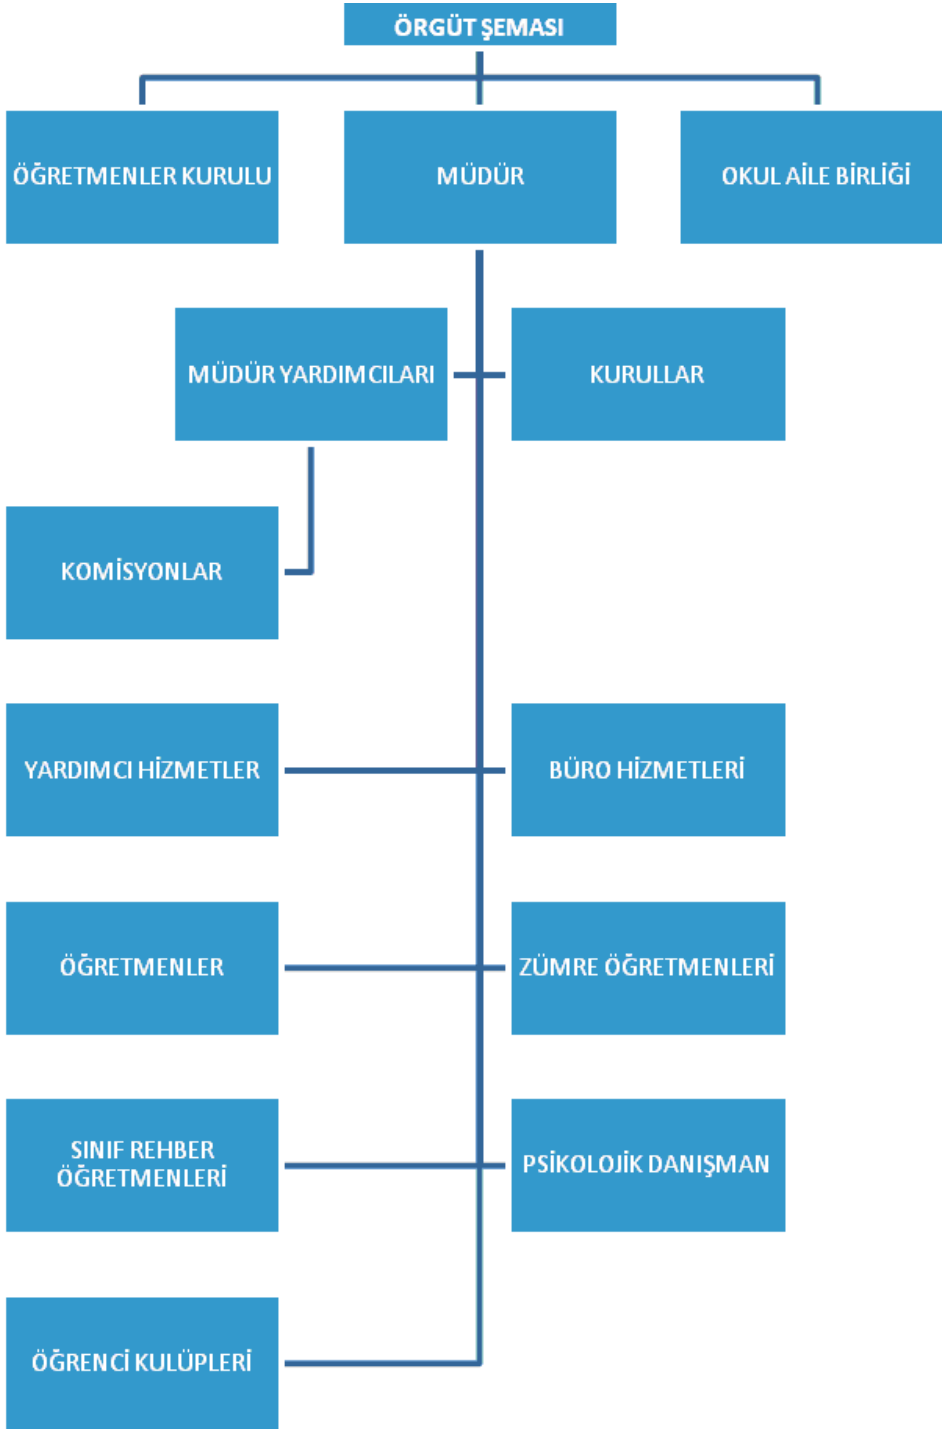 ÖRGÜT ŞEMASI
ÖĞRETMENLER KURULU
MÜDÜR
OKUL AİLE BİRLİĞİ
MÜDÜR YARDIMCILARI
KURULLAR
KOMİSYONLAR
YARDIMCI HİZMETLER
BÜRO HİZMETLERİ
ÖĞRETMENLER
ZÜMRE ÖĞRETMENLERİ
SINIF REHBER
ÖĞRETMENLERİ
PSİKOLOJİK DANIŞMAN
ÖĞRENCİ KULÜPLERİ